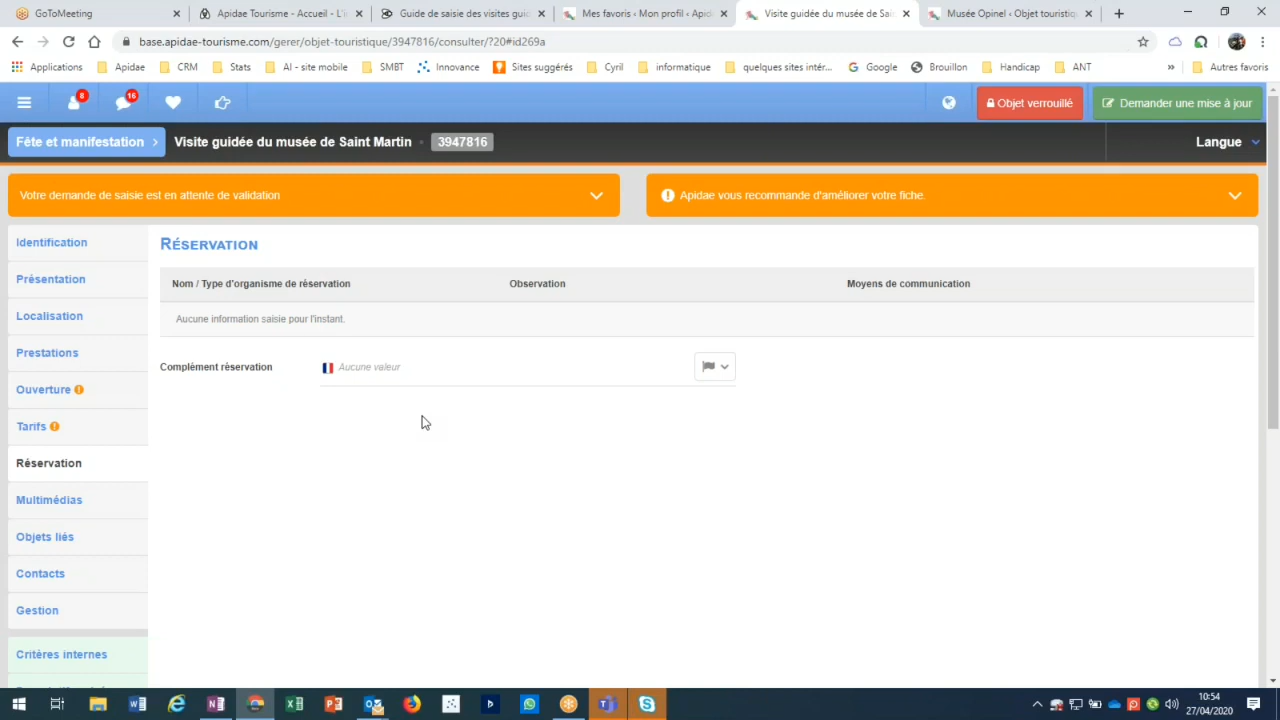 GoToMeeting
Apidae Tourisme - Accueil - L'i
Guide de saisie des visites guid
Mes favoris ‹ Mon profil ‹ Apida
Visite guidée du musée de Sai
Musée Opinel ‹ Objet touristiq
base.apidae-tourisme.com/gerer/objet-touristique/3947816/consulter/?20#id269a
Applications
Apidae
CRM
Stats
AI - site mobile
SMBT
Innovance
Sites suggérés
Cyril
informatique
quelques sites intér...
Google
Brouillon
Handicap
ANT
»
Autres favoris
8
16
Objet verrouillé
Demander une mise à jour
Fête et manifestation
Visite guidée du musée de Saint Martin
3947816
Langue
Votre demande de saisie est en attente de validation
Apidae vous recommande d'améliorer votre fiche.
Identification
Présentation
Localisation
Prestations
Ouverture
Tarifs
Réservation
Multimédias
Objets liés
Contacts
Gestion
Critères internes
Réservation
Nom / Type d'organisme de réservation
Observation
Moyens de communication
Aucune information saisie pour l'instant.
Complément réservation
Aucune valeur
10:54
27/04/2020